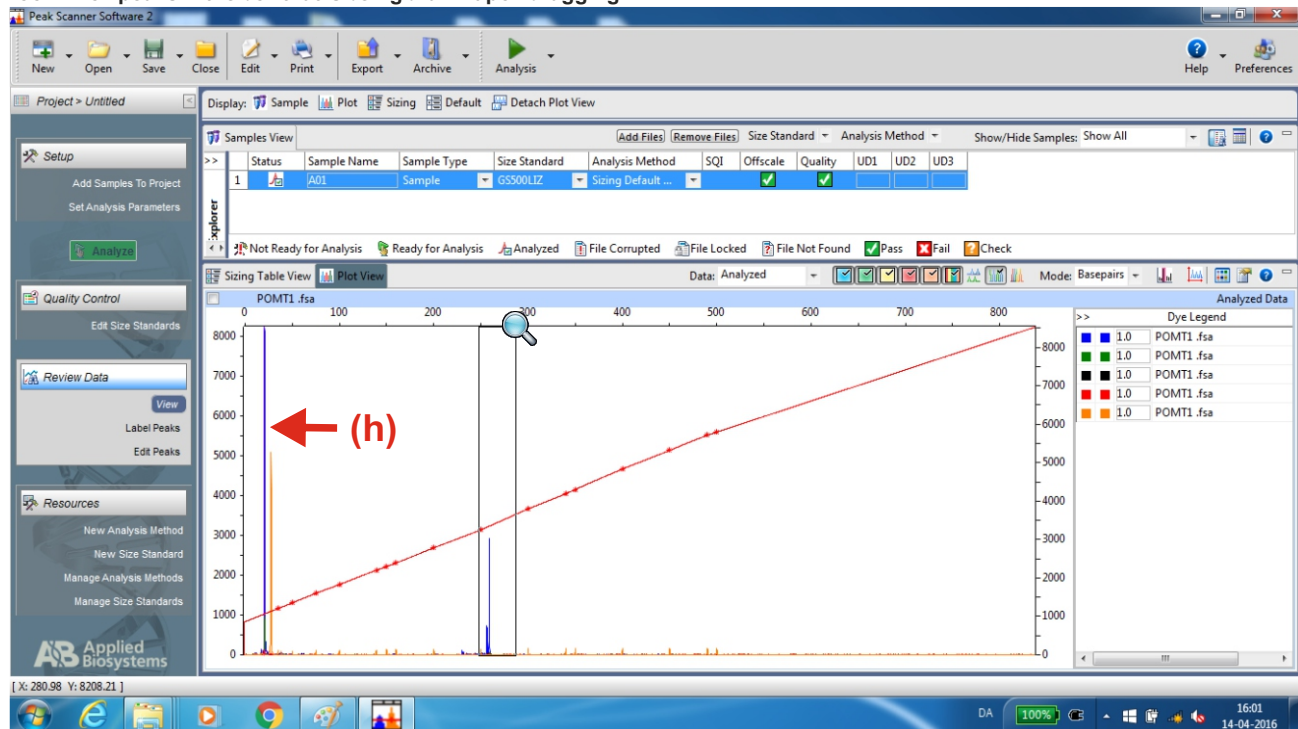 Peak Scanner Software 2
New Open Save Close Edit Print Export Archive Analysis Help Preferences
Project > Untitled
Display: Sample Plot Sizing Default Detach Plot View
Samples View Add Files Remove Files Size Standard Analysis Method Show/Hide Samples: Show All
>> Status Sample Name Sample Type Size Standard Analysis Method SQI Offscale Quality UD1 UD2 UD3
1 A01 Sample GS500LIZ Sizing Default ...
Setup
Add Samples To Project
Set Analysis Parameters
Analyze
Not Ready for Analysis Ready for Analysis Analyzed File Corrupted File Locked File Not Found Pass Fail Check
Sizing Table View Plot View Data: Analyzed Mode: Basepairs
POMT1 .fsa Analyzed Data
Quality Control
Edit Size Standards
Review Data
View
Label Peaks
Edit Peaks
Resources
New Analysis Method
New Size Standard
Manage Analysis Methods
Manage Size Standards
Applied
Biosystems
0 100 200 300 400 500 600 700 800
8000
7000
6000
5000
4000
3000
2000
1000
0
(h)
8000
7000
6000
5000
4000
3000
2000
1000
0
>> Dye Legend
1.0 POMT1 .fsa
1.0 POMT1 .fsa
1.0 POMT1 .fsa
1.0 POMT1 .fsa
1.0 POMT1 .fsa
[ X: 280.98 Y: 8208.21 ]
DA 100% 16:01
14-04-2016